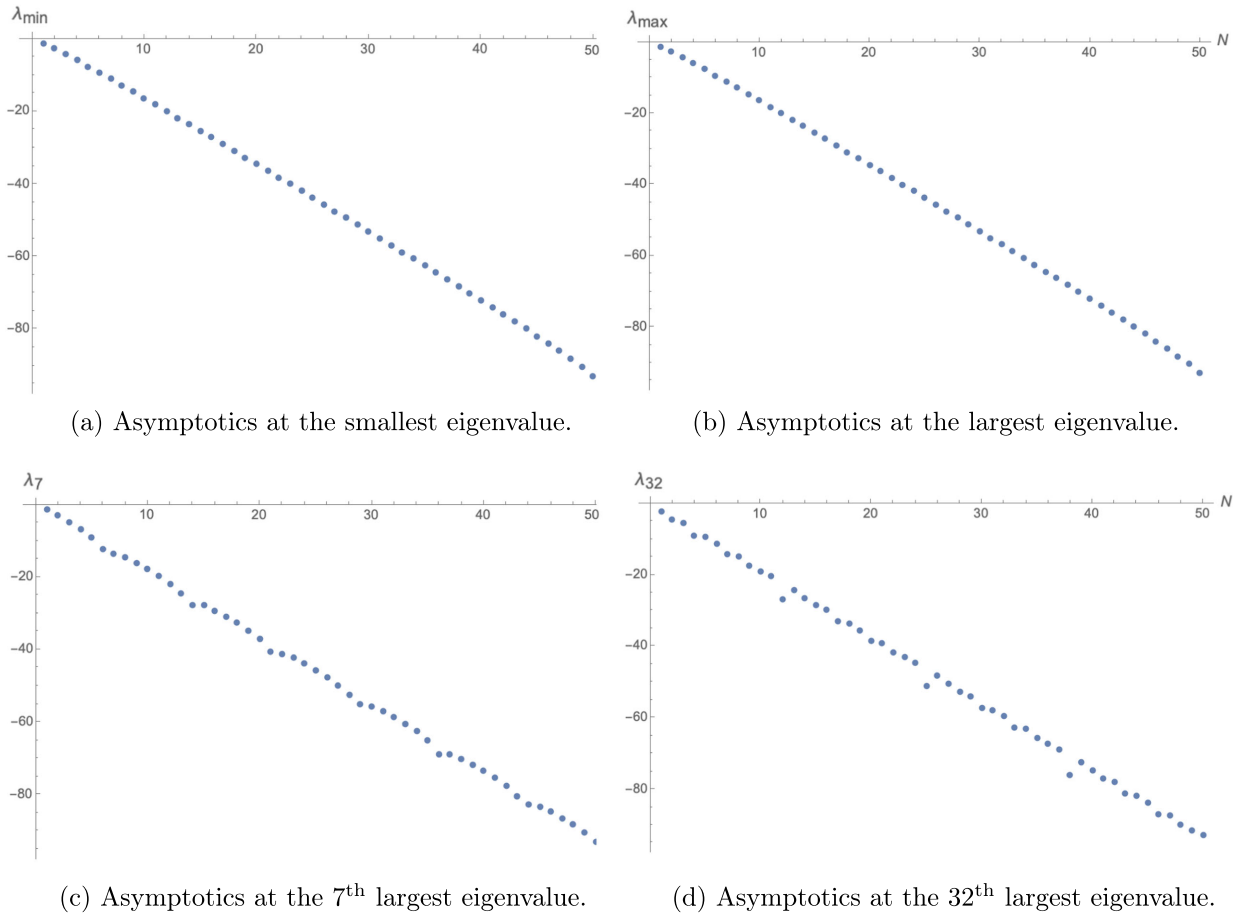 λmin
10 20 30 40 50
−20
−40
−60
−80
(a) Asymptotics at the smallest eigenvalue.
λmax
10 20 30 40 50 N
−20
−40
−60
−80
(b) Asymptotics at the largest eigenvalue.
λ7
10 20 30 40 50
−20
−40
−60
−80
(c) Asymptotics at the 7th largest eigenvalue.
λ32
10 20 30 40 50 N
−20
−40
−60
−80
(d) Asymptotics at the 32th largest eigenvalue.